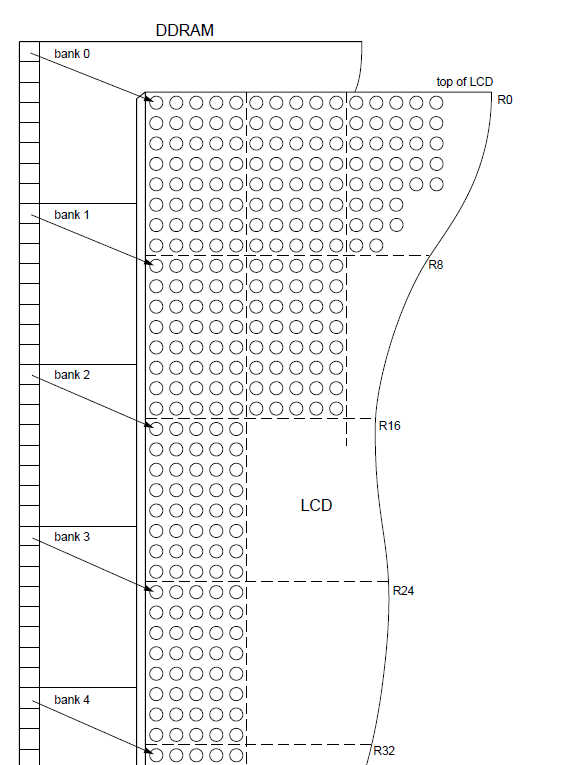 DDRAM
bank 0
top of LCD
R0
bank 1
R8
bank 2
R16
LCD
bank 3
R24
bank 4
R32